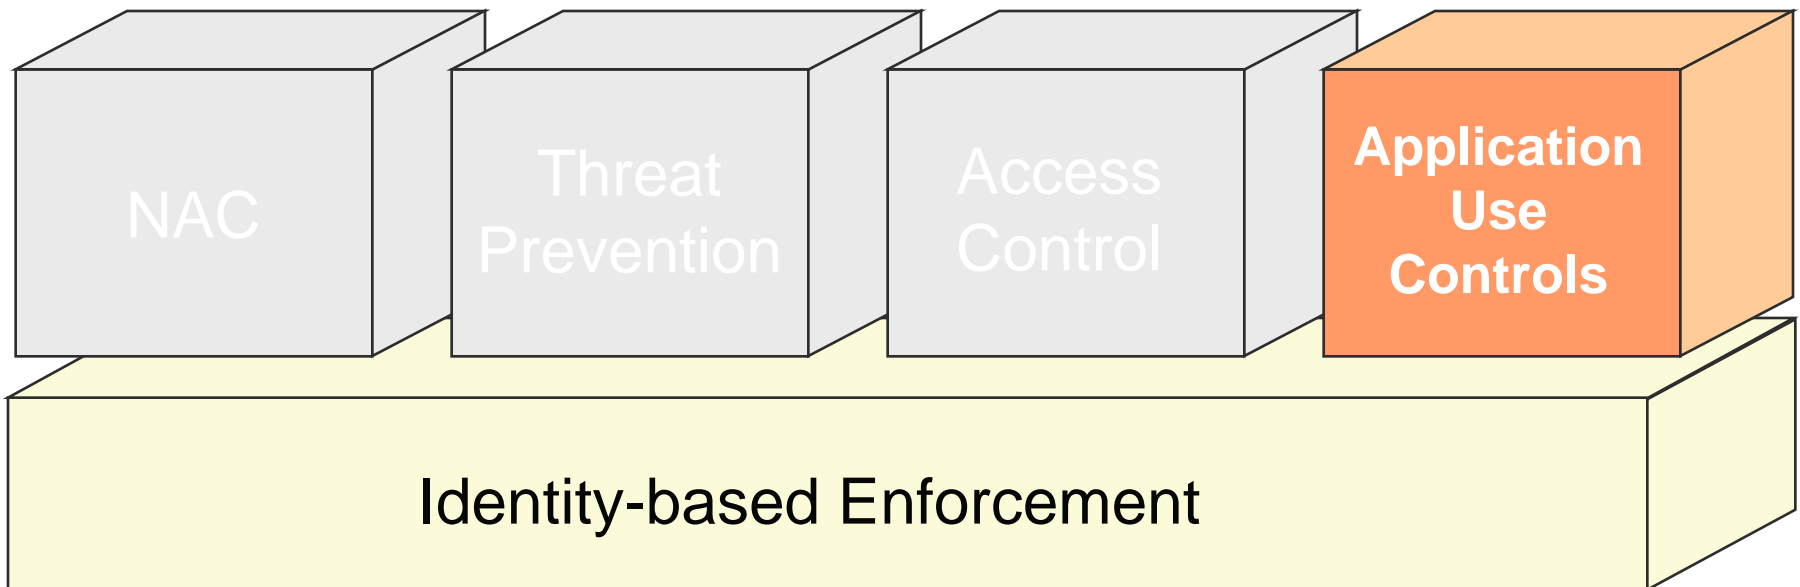 NAC
Threat
Prevention
Access
Control
Application
Use
Controls
Identity-based Enforcement